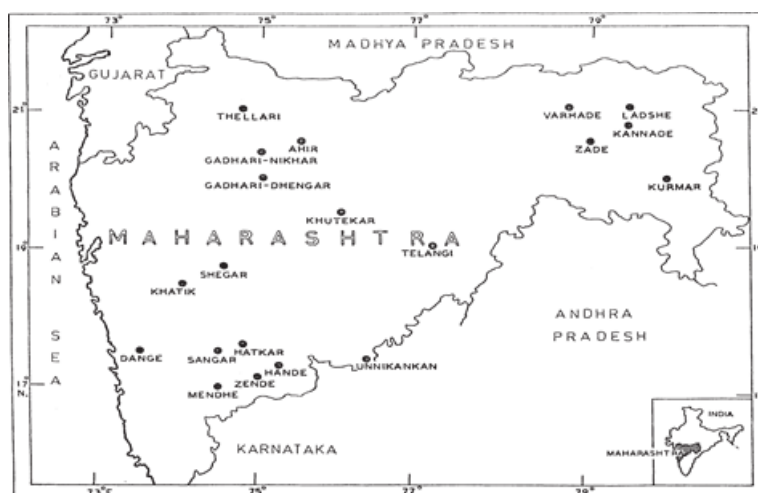 75°
79°
MADHYA PRADESH
GUJARAT
21°
THELLARI
VARHADE
LADSHE
KANNADE
AHIR
ZADE
GADHARI-NIKHAR
GADHARI-DHENGAR
KURMAR
KHUTEKAR
ARABIAN SEA
MAHARASHTRA
19
TELANGI
SHEGAR
KHATIK
ANDHRA
PRADESH
HATKAR
DANGE
SANGAR
HANDE
UNNIKANKAN
ZENDE
MENDHE
17
N.
INDIA
MAHARASHTRA
KARNATAKA
73°E
75°
77°
79°